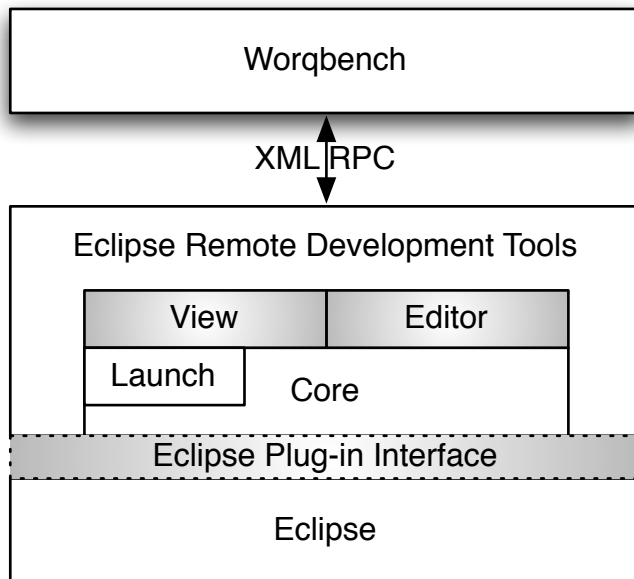 Worqbench
XML RPC
Eclipse Remote Development Tools
View Editor
Launch
Core
Eclipse Plug-in Interface
Eclipse